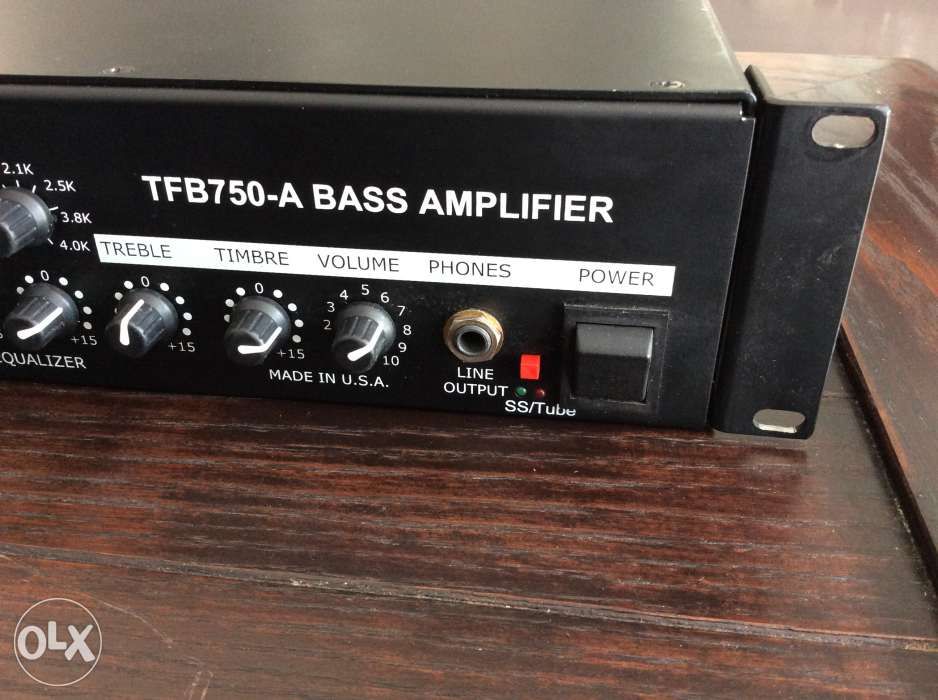 2.1K
2.5K
3.8K
4.0K
TFB750-A BASS AMPLIFIER
TREBLE TIMBRE VOLUME PHONES POWER
0 0 2 3 4 5 6 7 8 9 10
+15 +15 +15
EQUALIZER
MADE IN U.S.A.
LINE
OUTPUT
SS/Tube
OLX